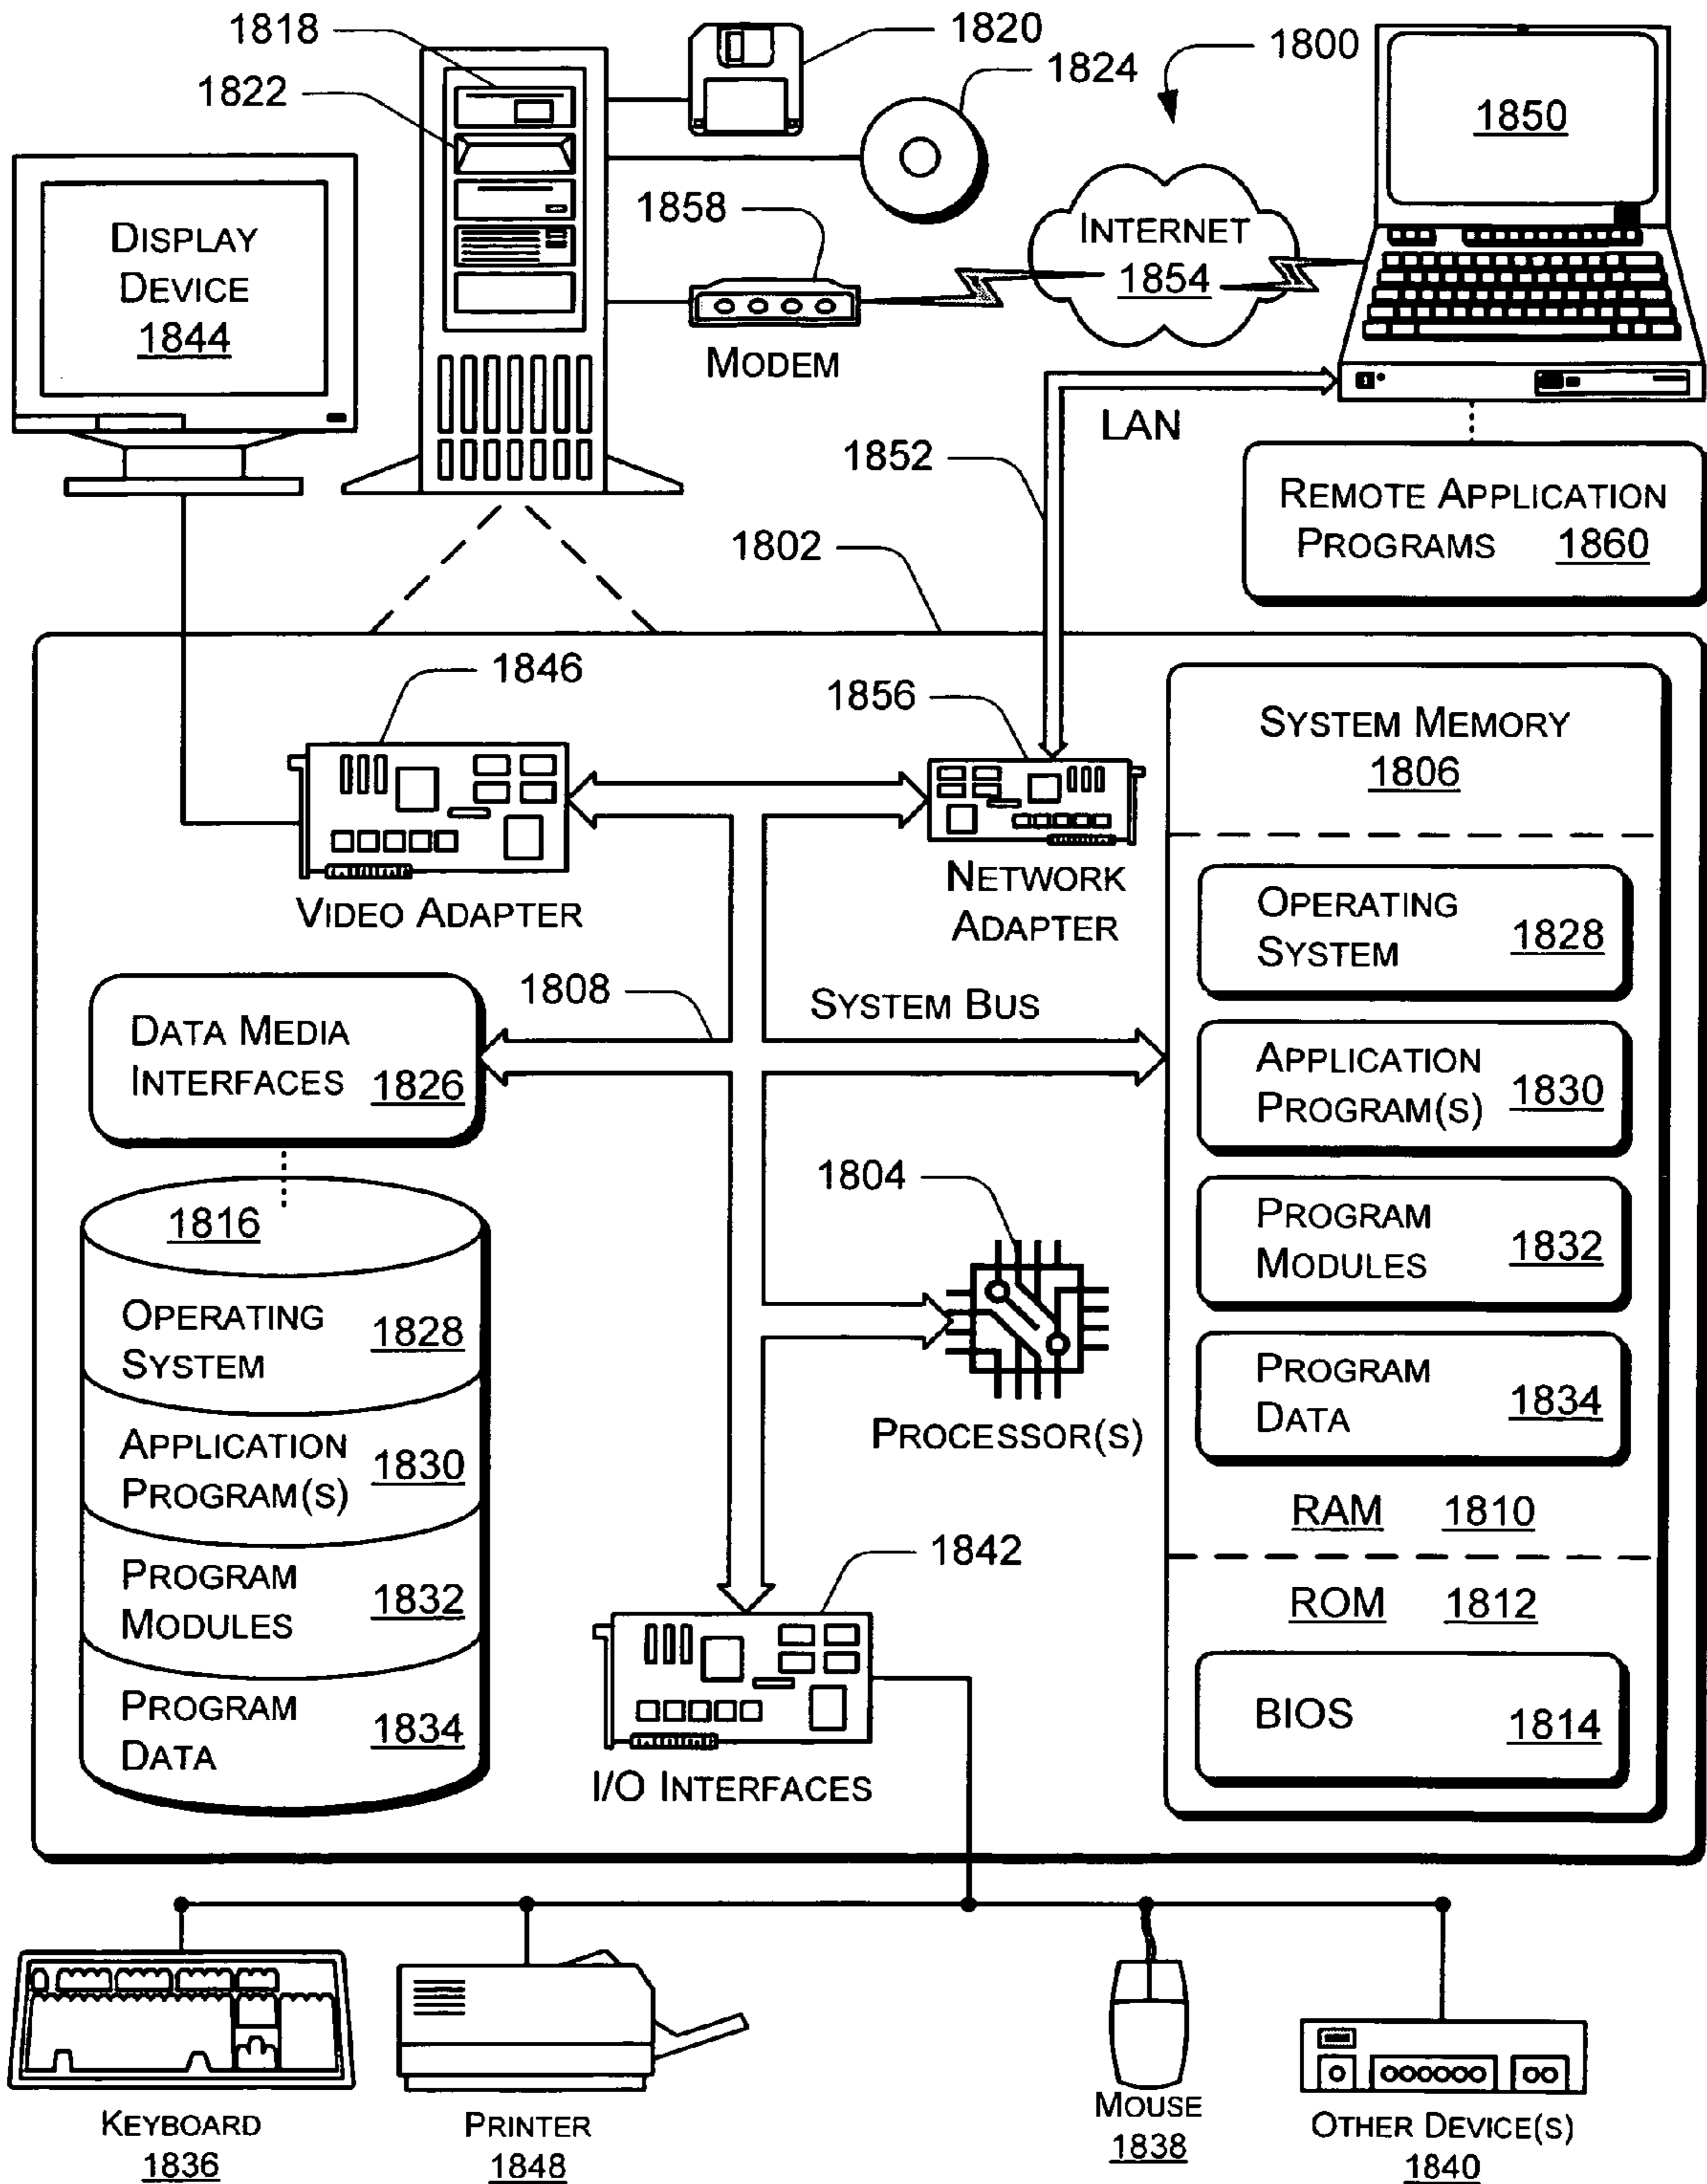 1818
1820
1800
1822
1824
1850
DISPLAY
DEVICE
1844
1858
INTERNET
1854
MODEM
LAN
1852
REMOTE APPLICATION
PROGRAMS 1860
1802
1846
1856
SYSTEM MEMORY
1806
VIDEO ADAPTER
NETWORK
ADAPTER
OPERATING
SYSTEM 1828
1808
SYSTEM BUS
DATA MEDIA
INTERFACES 1826
APPLICATION
PROGRAM(S) 1830
1804
1816
PROGRAM
MODULES 1832
OPERATING
SYSTEM 1828
PROGRAM
DATA 1834
PROCESSOR(S)
APPLICATION
PROGRAM(S) 1830
RAM 1810
1842
PROGRAM
MODULES 1832
ROM 1812
PROGRAM
DATA 1834
BIOS 1814
I/O INTERFACES
KEYBOARD
1836
PRINTER
1848
MOUSE
1838
OTHER DEVICE(S)
1840